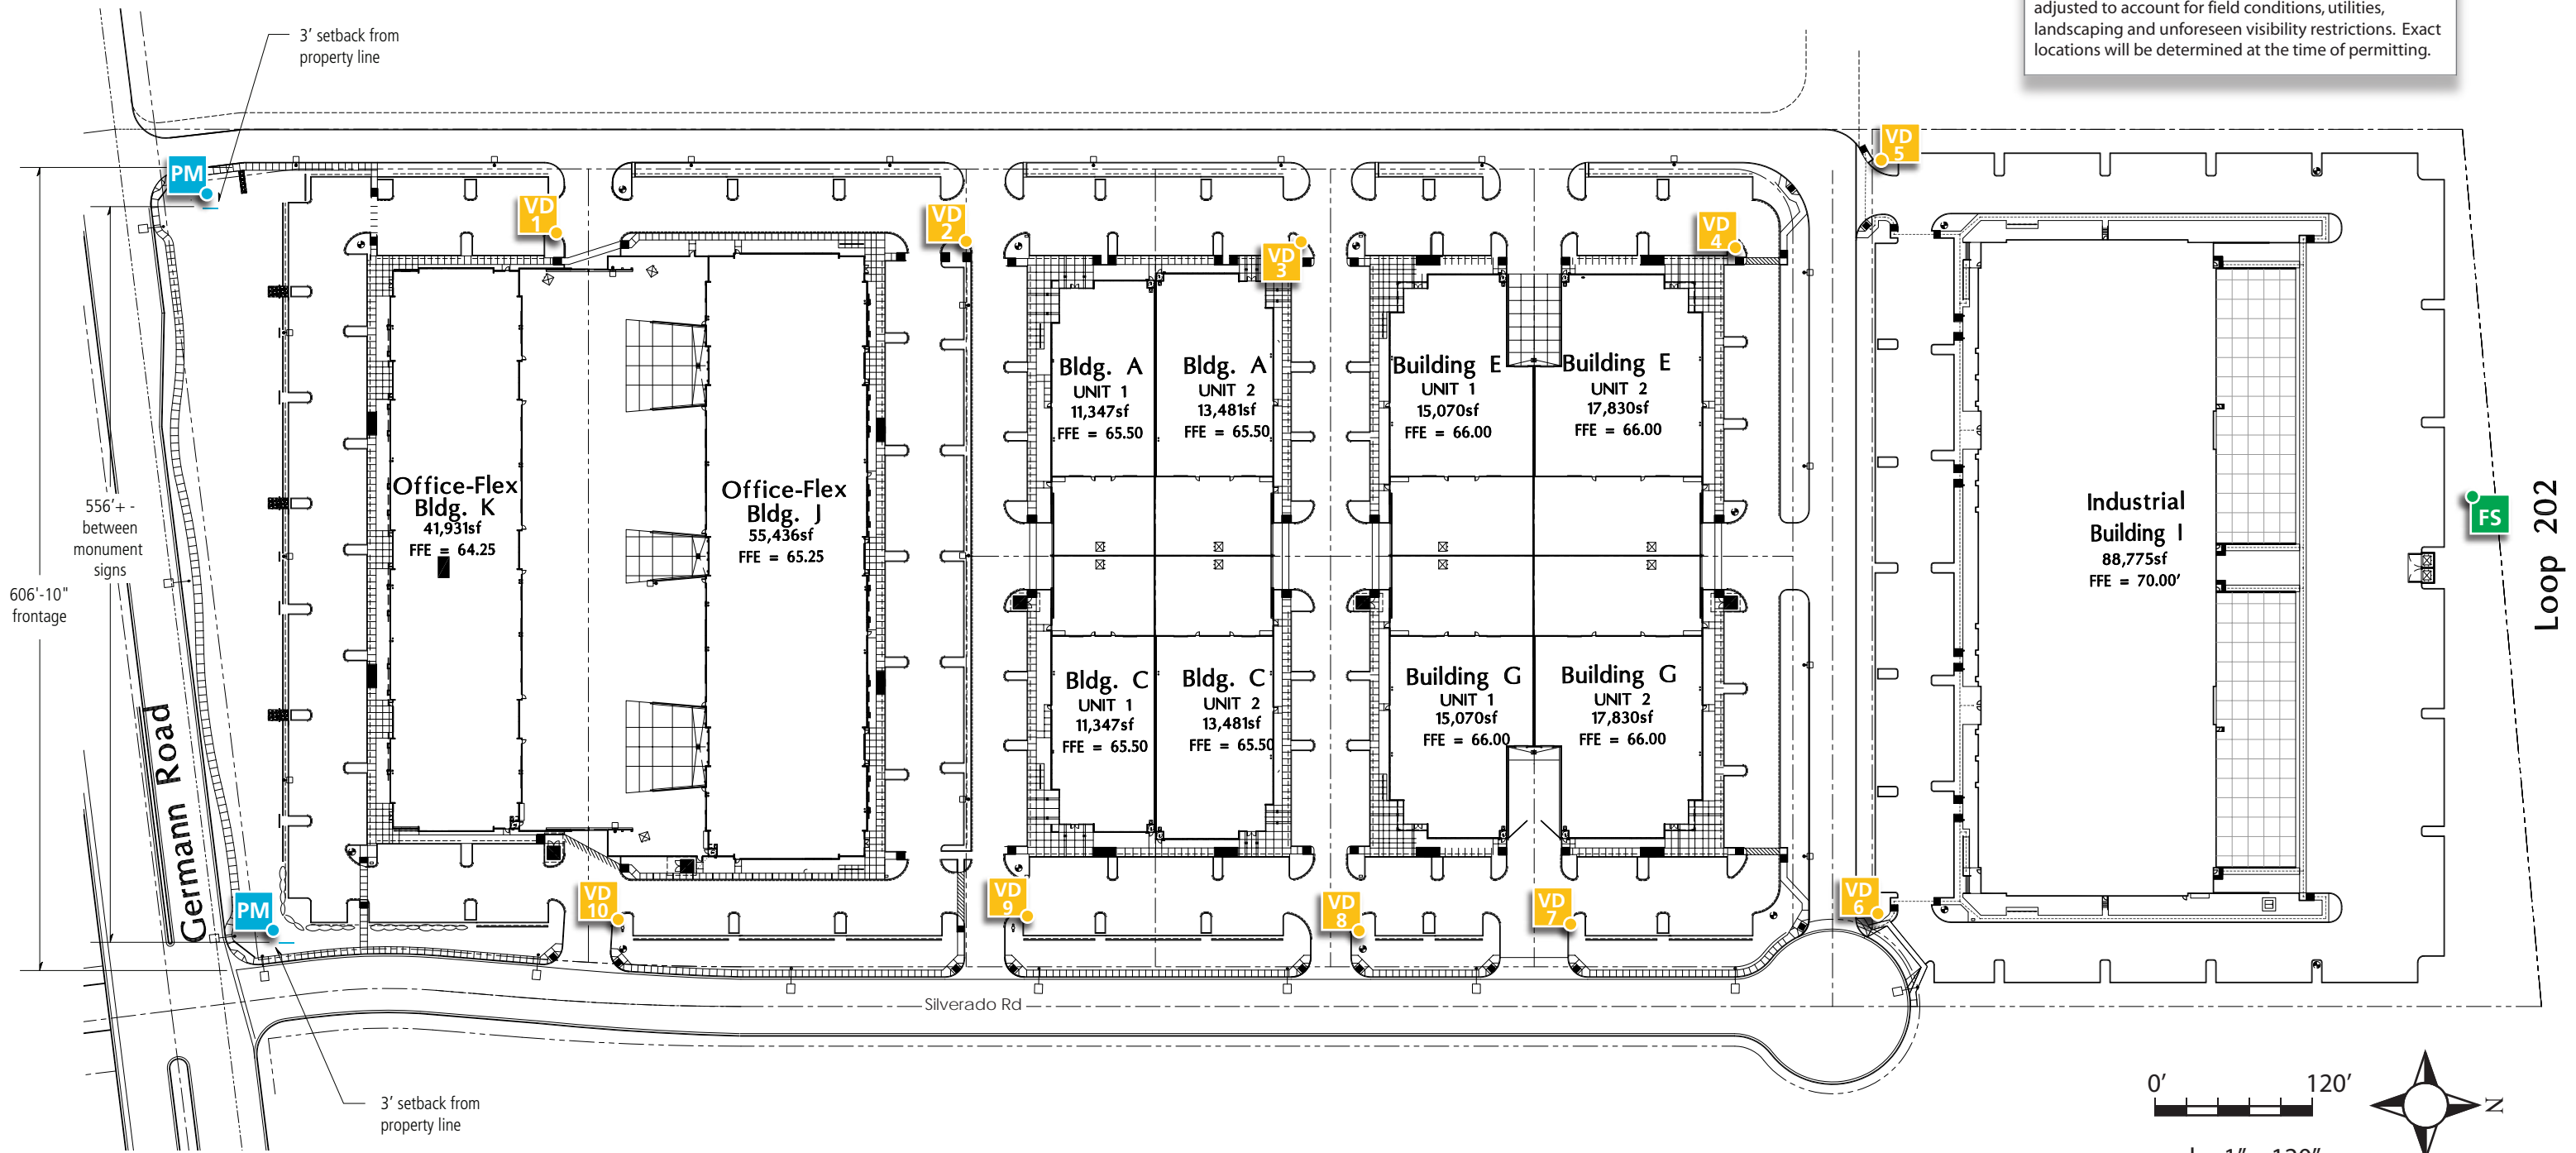 adjusted to account for field conditions, utilities,
landscaping and unforeseen visibility restrictions. Exact
locations will be determined at the time of permitting.
3’ setback from
property line
PM
VD
1
VD
2
VD
3
VD
4
VD
5
556’+ -
between
monument
signs
606'-10"
frontage
Germann Road
Office-Flex
Bldg. K
41,931sf
FFE = 64.25
Office-Flex
Bldg. J
55,436sf
FFE = 65.25
Bldg. A
UNIT 1
11,347sf
FFE = 65.50
Bldg. A
UNIT 2
13,481sf
FFE = 65.50
Building E
UNIT 1
15,070sf
FFE = 66.00
Building E
UNIT 2
17,830sf
FFE = 66.00
Industrial
Building I
88,775sf
FFE = 70.00’
FS
Loop 202
Bldg. C
UNIT 1
11,347sf
FFE = 65.50
Bldg. C
UNIT 2
13,481sf
FFE = 65.50
Building G
UNIT 1
15,070sf
FFE = 66.00
Building G
UNIT 2
17,830sf
FFE = 66.00
PM
VD
10
VD
9
VD
8
VD
7
VD
6
Silverado Rd
3’ setback from
property line
0’ 120’
N